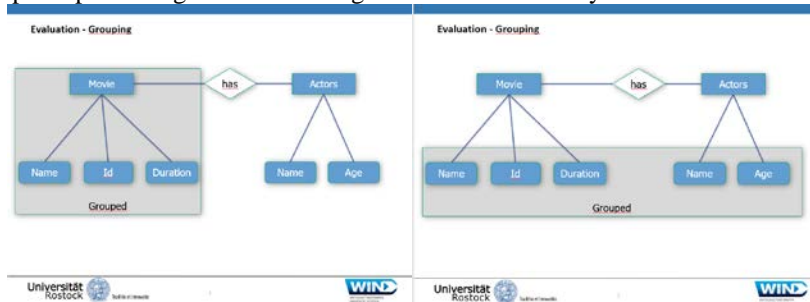 Evaluation - Grouping
Movie
has
Actors
Name
Id
Duration
Name
Age
Grouped
Universität
Rostock
WIND
Evaluation - Grouping
Movie
has
Actors
Name
Id
Duration
Name
Age
Grouped
Universität
Rostock
WIND